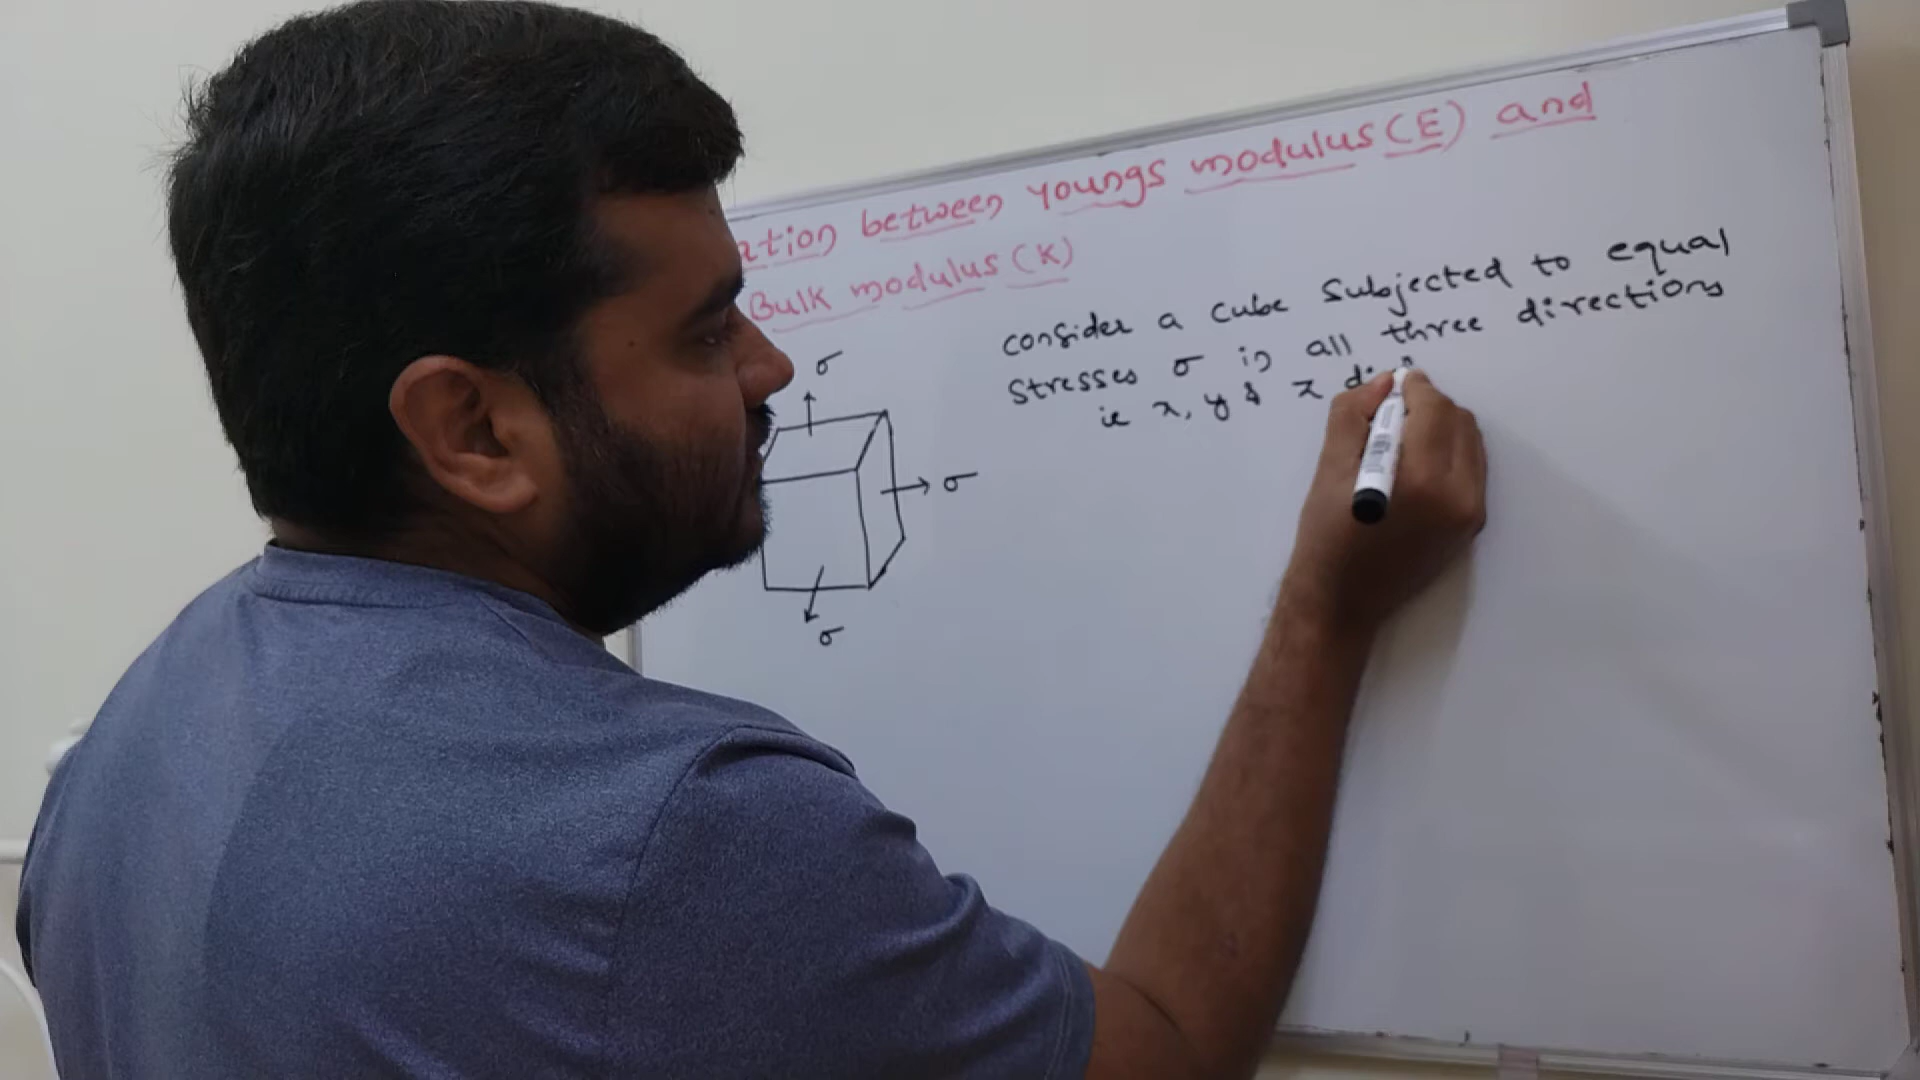 ation between youngs modulus (E) and
Bulk modulus (K)
consider a cube Subjected to equal
Stresses σ in all three directions
ie x, y & z
σ
σ
σ